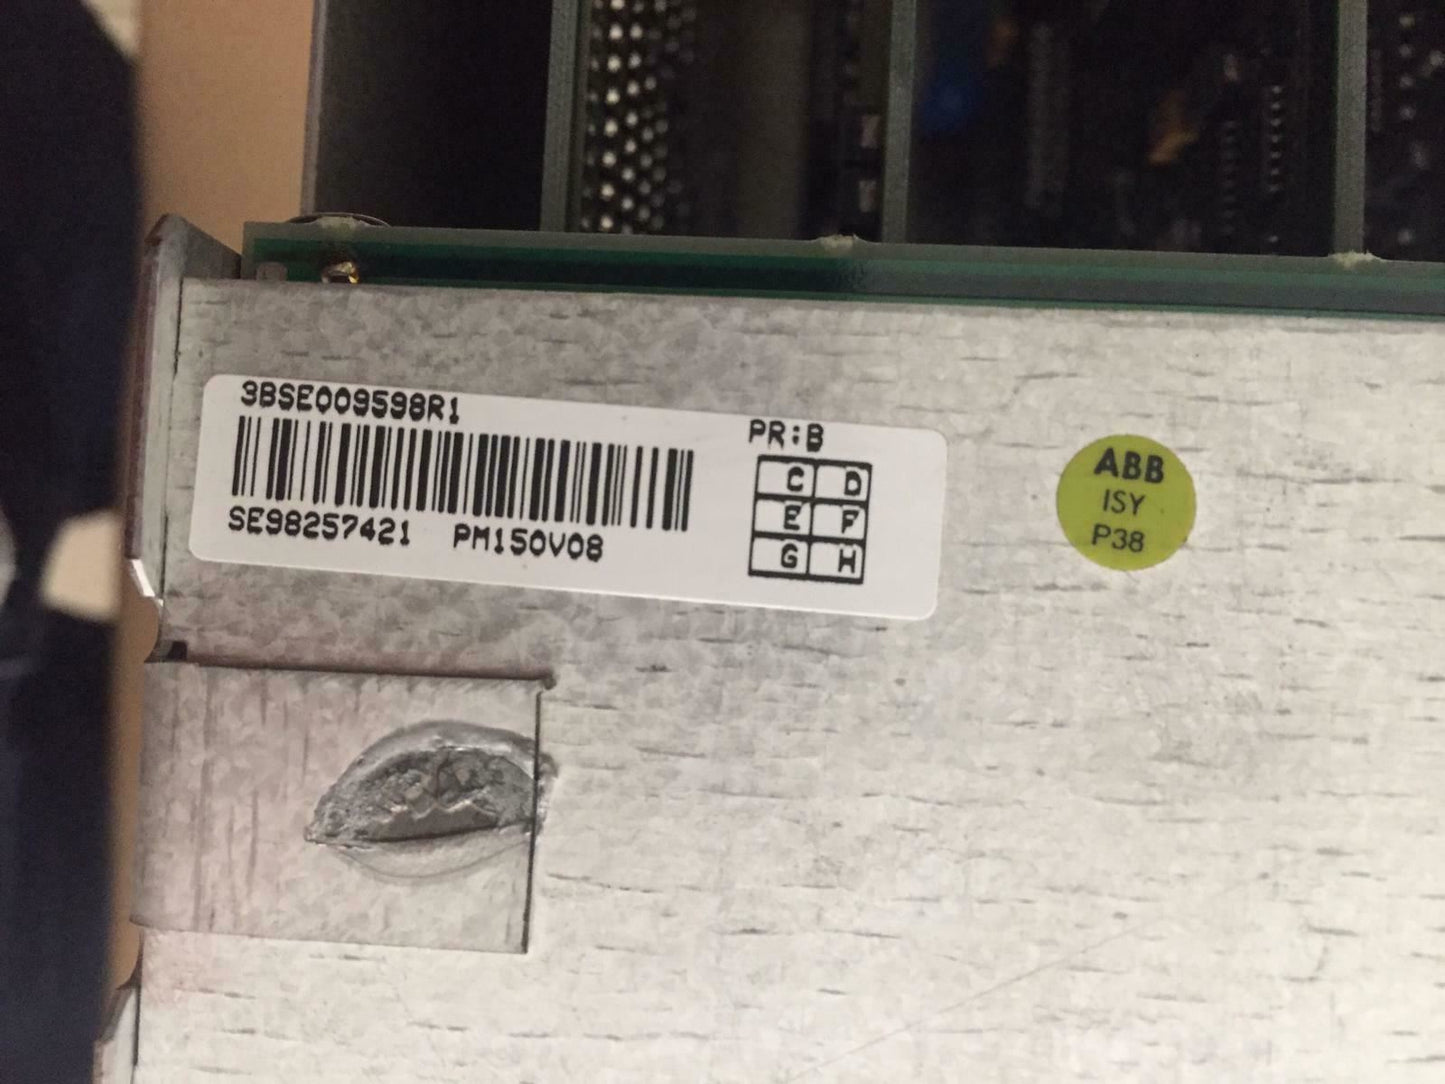 3BSE009598R1
SE98257421 PM150V08
PR:B
C D
E F
G H
ABB
ISY
P38